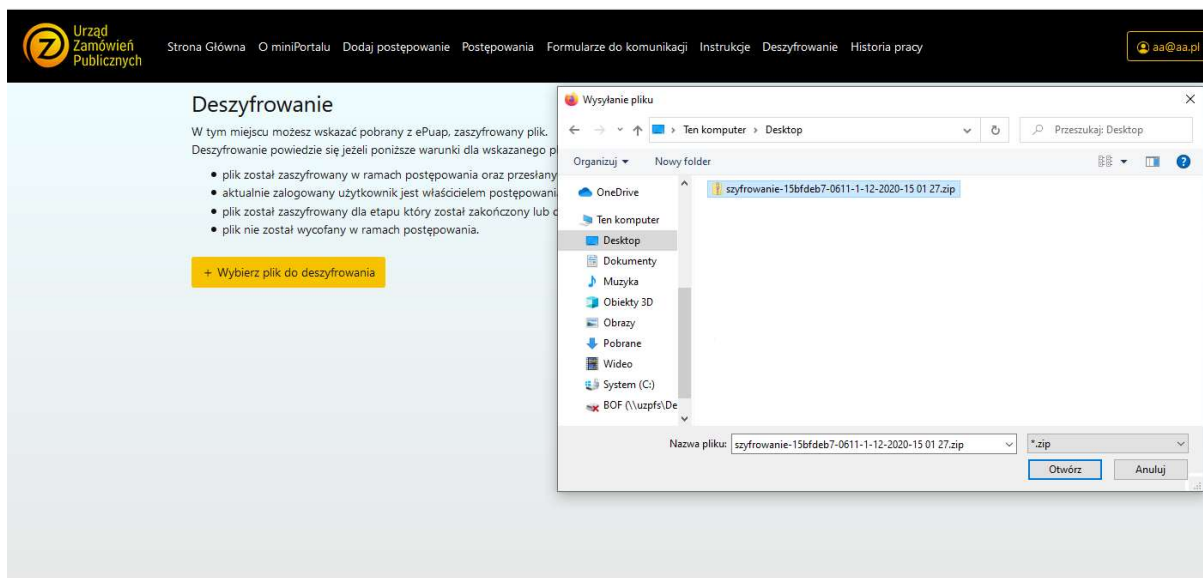 Urząd
Zamówień
Publicznych
Strona Główna O miniPortalu Dodaj postępowanie Postępowania Formularze do komunikacji Instrukcje Deszyfrowanie Historia pracy
aa@aa.pl
Deszyfrowanie
W tym miejscu możesz wskazać pobrany z ePuap, zaszyfrowany plik.
Deszyfrowanie powiedzie się jeżeli poniższe warunki dla wskazanego
plik został zaszyfrowany w ramach postępowania oraz przesłany
aktualnie zalogowany użytkownik jest właścicielem postępowani
plik został zaszyfrowany dla etapu który został zakończony lub
plik nie został wycofany w ramach postępowania.
+ Wybierz plik do deszyfrowania
Wysyłanie pliku
Ten komputer > Desktop
Przeszukaj: Desktop
Organizuj Nowy folder
OneDrive
Ten komputer
Desktop
Dokumenty
Muzyka
Obiekty 3D
Obrazy
Pobrane
Wideo
System (C:)
BOF (\\uzpfs\De
szyfrowanie-15bfdeb7-0611-1-12-2020-15 01 27.zip
Nazwa pliku: szyfrowanie-15bfdeb7-0611-1-12-2020-15 01 27.zip
*.zip
Otwórz Anuluj